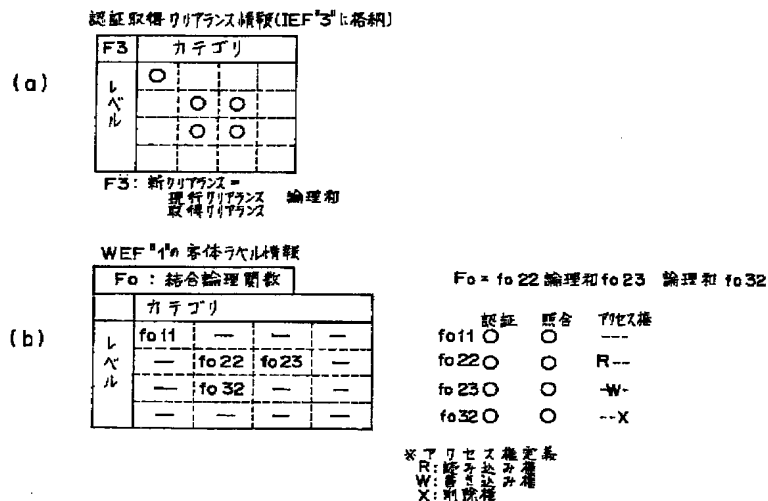 認証取得クリアランス情報(IEF"3"に格納)
(a)
F3 カテゴリ
レベル
○
○ ○
○ ○
F3: 新クリアランス=
現行クリアランス 論理和
取得クリアランス
WEF"1"の客体ラベル情報
(b)
Fo : 結合論理関数
カテゴリ
レベル
fo11 — — —
— fo22 fo23 —
— fo32 — —
— — — —
Fo = fo22 論理和 fo23 論理和 fo32
認証 照合 アクセス権
fo11 ○ ○ ---
fo22 ○ ○ R--
fo23 ○ ○ -W-
fo32 ○ ○ --X
※アクセス権定義
R:読み込み権
W:書き込み権
X:削除権